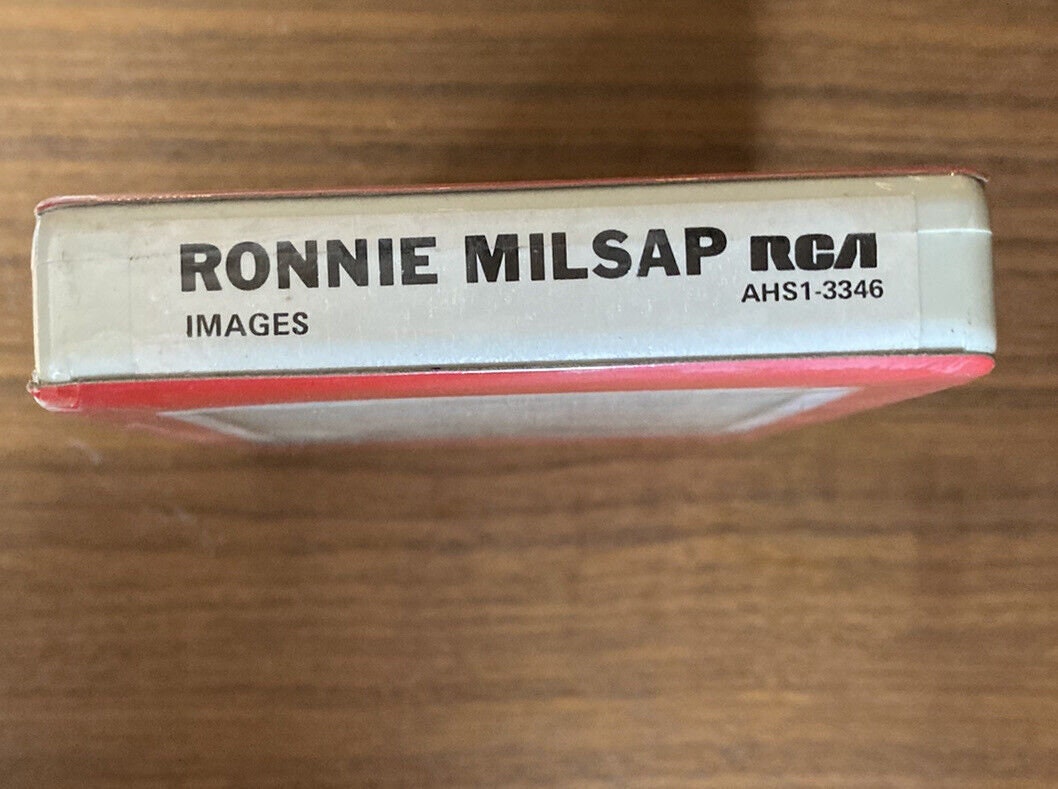 RONNIE MILSAP RCA
AHS1-3346
IMAGES